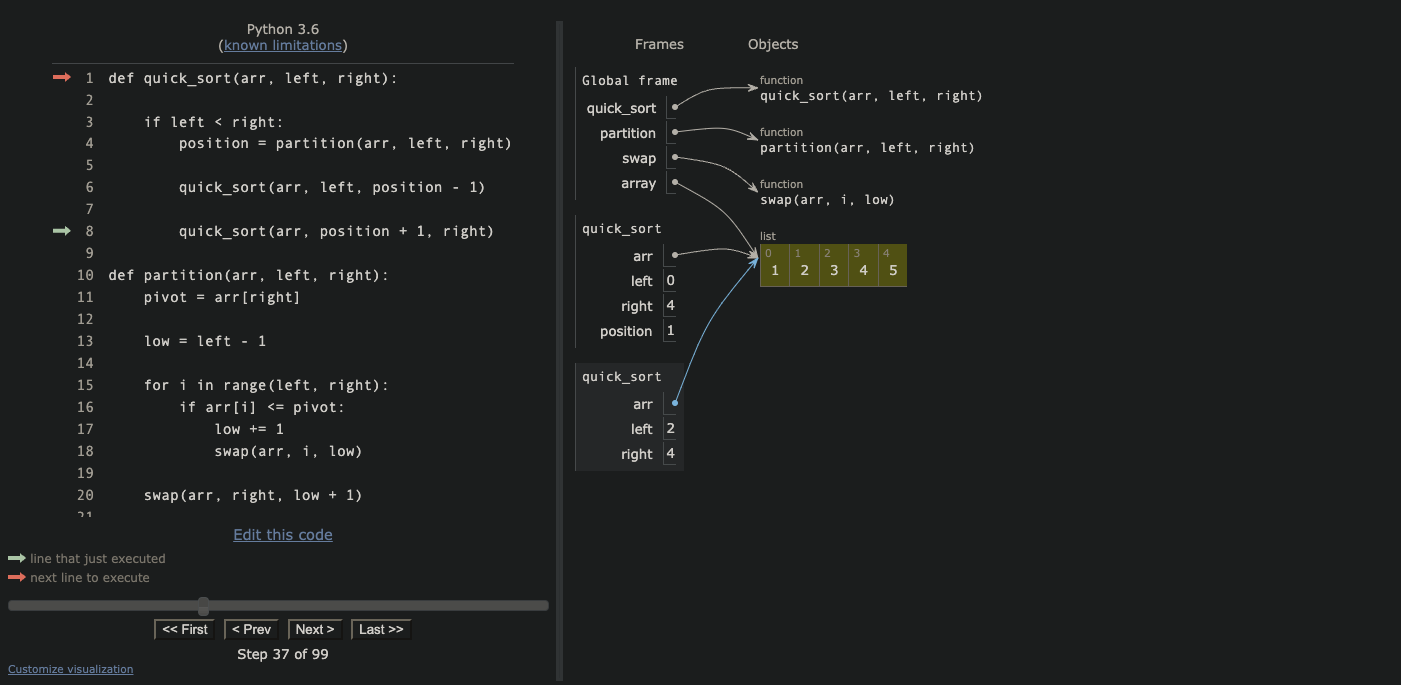 Python 3.6
(known limitations)
1 def quick_sort(arr, left, right):
2
3 if left < right:
4 position = partition(arr, left, right)
5
6 quick_sort(arr, left, position - 1)
7
8 quick_sort(arr, position + 1, right)
9
10 def partition(arr, left, right):
11 pivot = arr[right]
12
13 low = left - 1
14
15 for i in range(left, right):
16 if arr[i] <= pivot:
17 low += 1
18 swap(arr, i, low)
19
20 swap(arr, right, low + 1)
21
Edit this code
line that just executed
next line to execute
<< First < Prev Next > Last >>
Step 37 of 99
Customize visualization
Frames Objects
Global frame
quick_sort
partition
swap
array
function
quick_sort(arr, left, right)
function
partition(arr, left, right)
function
swap(arr, i, low)
list
0 1 2 3 4
1 2 3 4 5
quick_sort
arr
left 0
right 4
position 1
quick_sort
arr
left 2
right 4